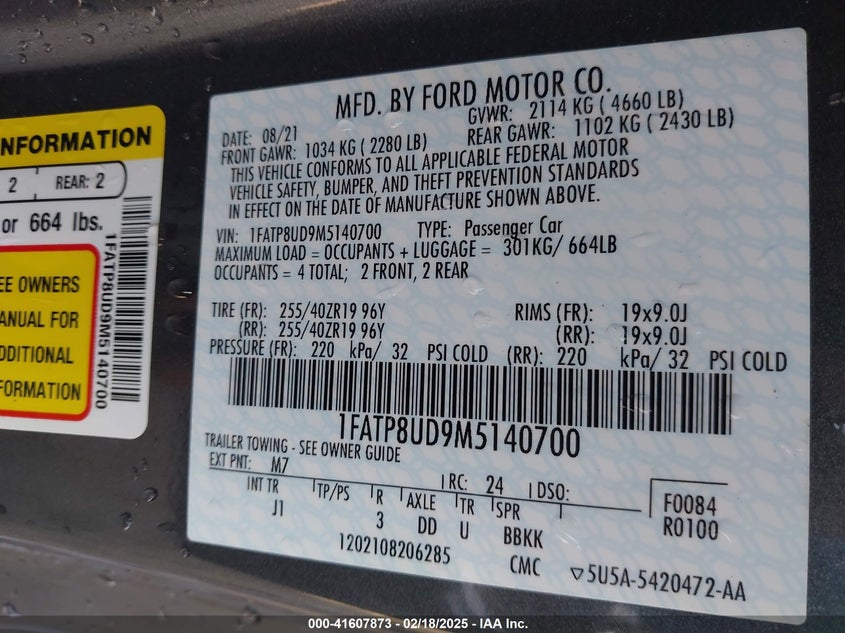 NFORMATION
2 REAR: 2
or 664 lbs.
EE OWNERS
ANUAL FOR
DDITIONAL
FORMATION
1FATP8UD9M5140700
MFD. BY FORD MOTOR CO.
DATE: 08/21 GVWR: 2114 KG ( 4660 LB)
FRONT GAWR: 1034 KG ( 2280 LB) REAR GAWR: 1102 KG ( 2430 LB)
THIS VEHICLE CONFORMS TO ALL APPLICABLE FEDERAL MOTOR
VEHICLE SAFETY, BUMPER, AND THEFT PREVENTION STANDARDS
IN EFFECT ON THE DATE OF MANUFACTURE SHOWN ABOVE.
VIN: 1FATP8UD9M5140700 TYPE: Passenger Car
MAXIMUM LOAD = OCCUPANTS + LUGGAGE = 301KG/ 664LB
OCCUPANTS = 4 TOTAL; 2 FRONT, 2 REAR
TIRE (FR): 255/40ZR19 96Y RIMS (FR): 19x9.0J
(RR): 255/40ZR19 96Y (RR): 19x9.0J
PRESSURE (FR): 220 kPa/ 32 PSI COLD (RR): 220 kPa/ 32 PSI COLD
1FATP8UD9M5140700
TRAILER TOWING - SEE OWNER GUIDE
EXT PNT: M7 RC: 24 DSO:
INT TR TP/PS R AXLE TR SPR
J1 3 DD U BBKK
F0084
R0100
1202108206285 CMC ▽5U5A-5420472-AA
000-41607873 - 02/18/2025 - IAA Inc.